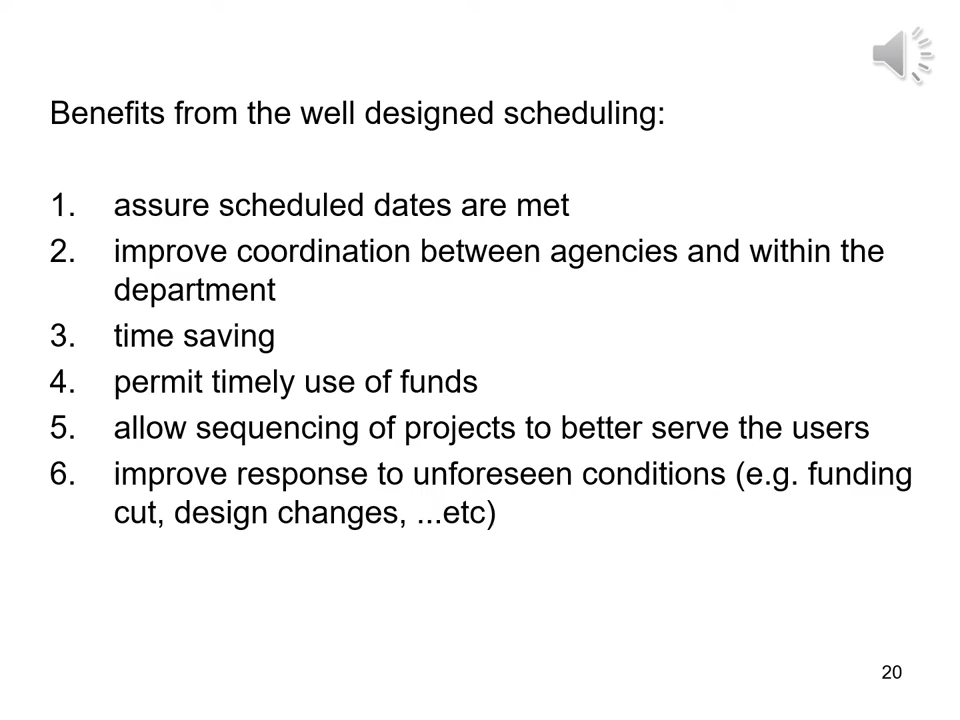 Benefits from the well designed scheduling:
1. assure scheduled dates are met
2. improve coordination between agencies and within the
department
3. time saving
4. permit timely use of funds
5. allow sequencing of projects to better serve the users
6. improve response to unforeseen conditions (e.g. funding
cut, design changes, ...etc)
20